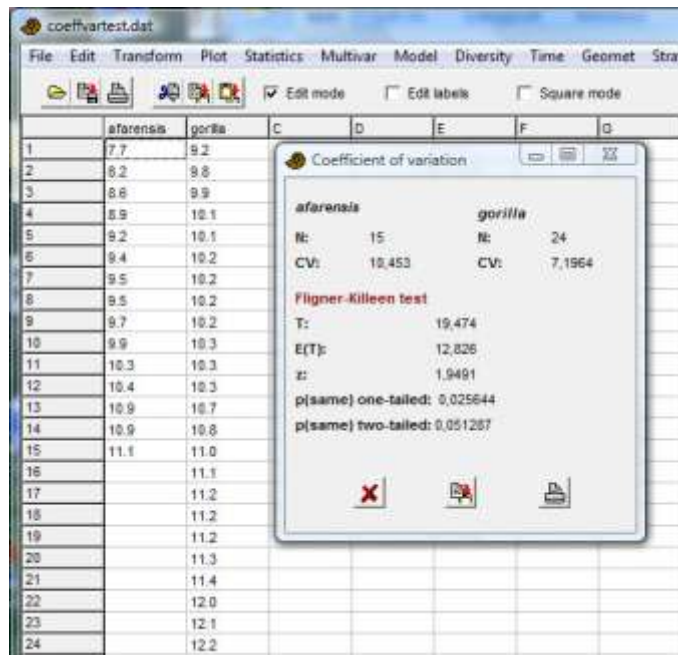 coeffvartest.dat
File Edit Transform Plot Statistics Multivar Model Diversity Time Geomet Stra
Edit mode Edit labels Square mode
afarensis gorilla C D E F G
1 7.7 9.2
2 8.2 9.8
3 8.6 9.9
4 8.9 10.1
5 9.2 10.1
6 9.4 10.2
7 9.5 10.2
8 9.5 10.2
9 9.7 10.2
10 9.9 10.3
11 10.3 10.3
12 10.4 10.3
13 10.9 10.7
14 10.9 10.8
15 11.1 11.0
16 11.1
17 11.2
18 11.2
19 11.2
20 11.3
21 11.4
22 12.0
23 12.1
24 12.2
Coefficient of variation
afarensis gorilla
N: 15 N: 24
CV: 10,453 CV: 7,1964
Fligner-Killeen test
T: 19,474
E(T): 12,826
z: 1,9491
p(same) one-tailed: 0,025644
p(same) two-tailed: 0,051287